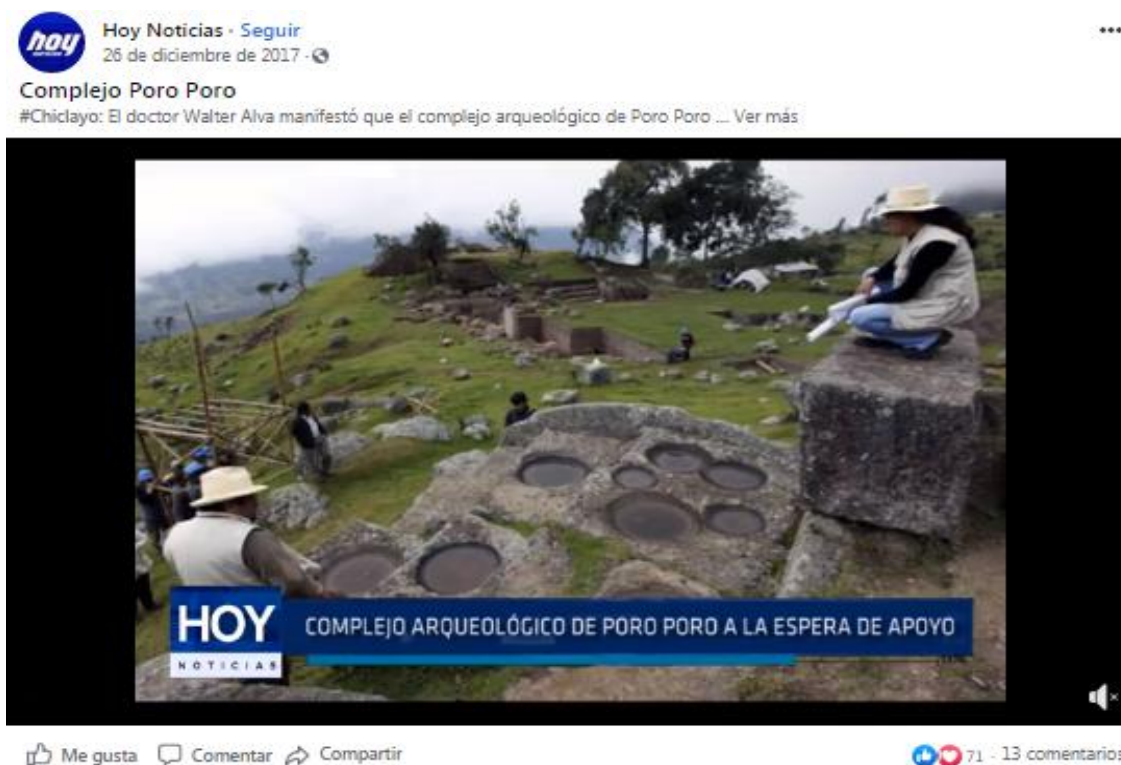 hoy
NOTICIAS
Hoy Noticias · Seguir
26 de diciembre de 2017 ·
Complejo Poro Poro
#Chiclayo: El doctor Walter Alva manifestó que el complejo arqueológico de Poro Poro ... Ver más
HOY
NOTICIAS
COMPLEJO ARQUEOLÓGICO DE PORO PORO A LA ESPERA DE APOYO
Me gusta Comentar Compartir 71 · 13 comentarios